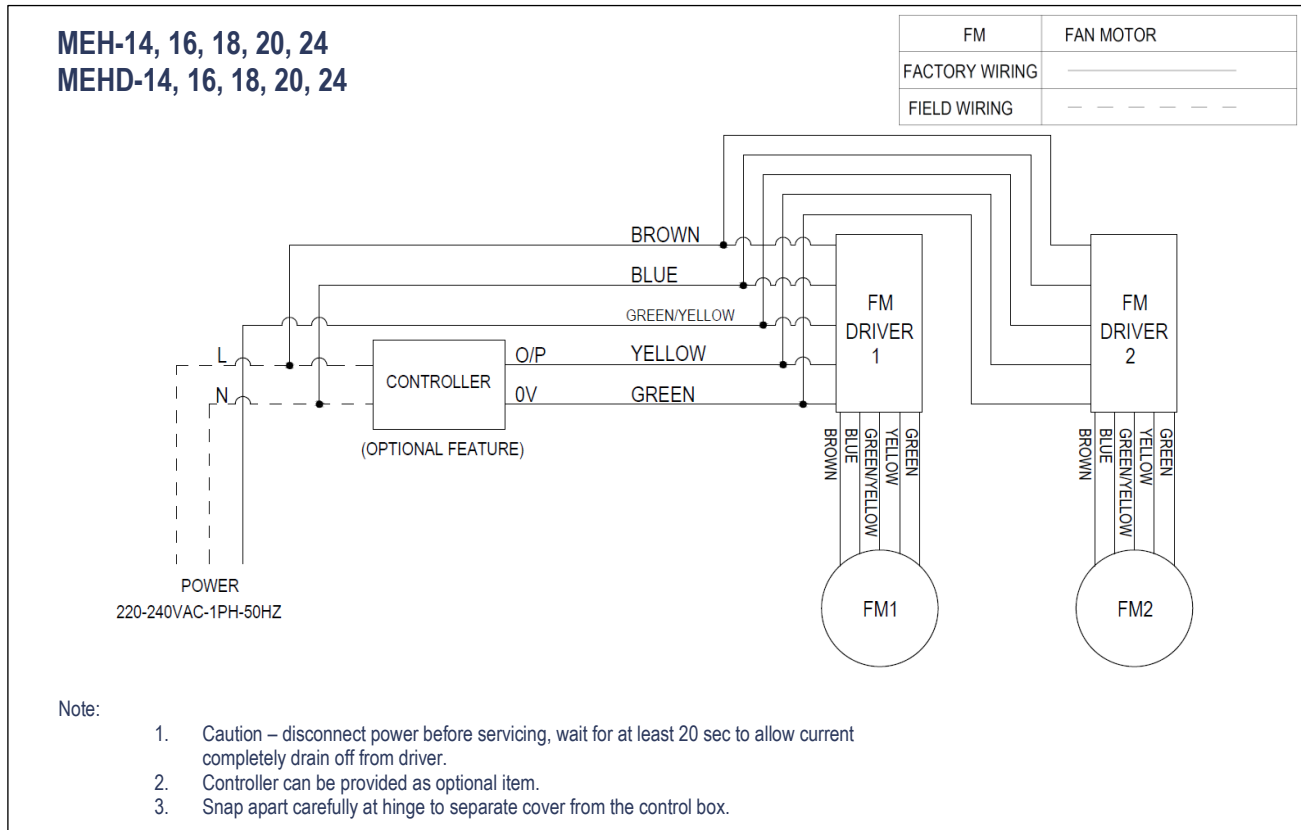 MEH-14, 16, 18, 20, 24
MEHD-14, 16, 18, 20, 24
FM FAN MOTOR
FACTORY WIRING
FIELD WIRING
BROWN
BLUE
GREEN/YELLOW
L
O/P YELLOW
N
0V GREEN
CONTROLLER
(OPTIONAL FEATURE)
FM
DRIVER
1
FM
DRIVER
2
BROWN
BLUE
GREEN/YELLOW
YELLOW
GREEN
BROWN
BLUE
GREEN/YELLOW
YELLOW
GREEN
POWER
220-240VAC-1PH-50HZ
FM1
FM2
Note:
1. Caution – disconnect power before servicing, wait for at least 20 sec to allow current
completely drain off from driver.
2. Controller can be provided as optional item.
3. Snap apart carefully at hinge to separate cover from the control box.